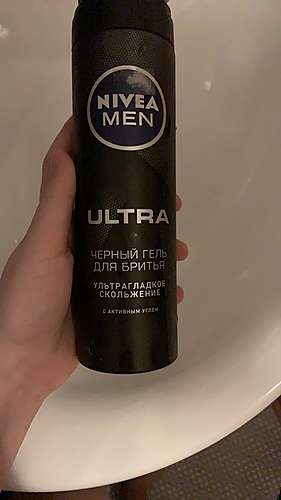 NIVEA
MEN
ULTRA
ЧЕРНЫЙ ГЕЛЬ
ДЛЯ БРИТЬЯ
УЛЬТРАГЛАДКОЕ
СКОЛЬЖЕНИЕ
С АКТИВНЫМ УГЛЕМ